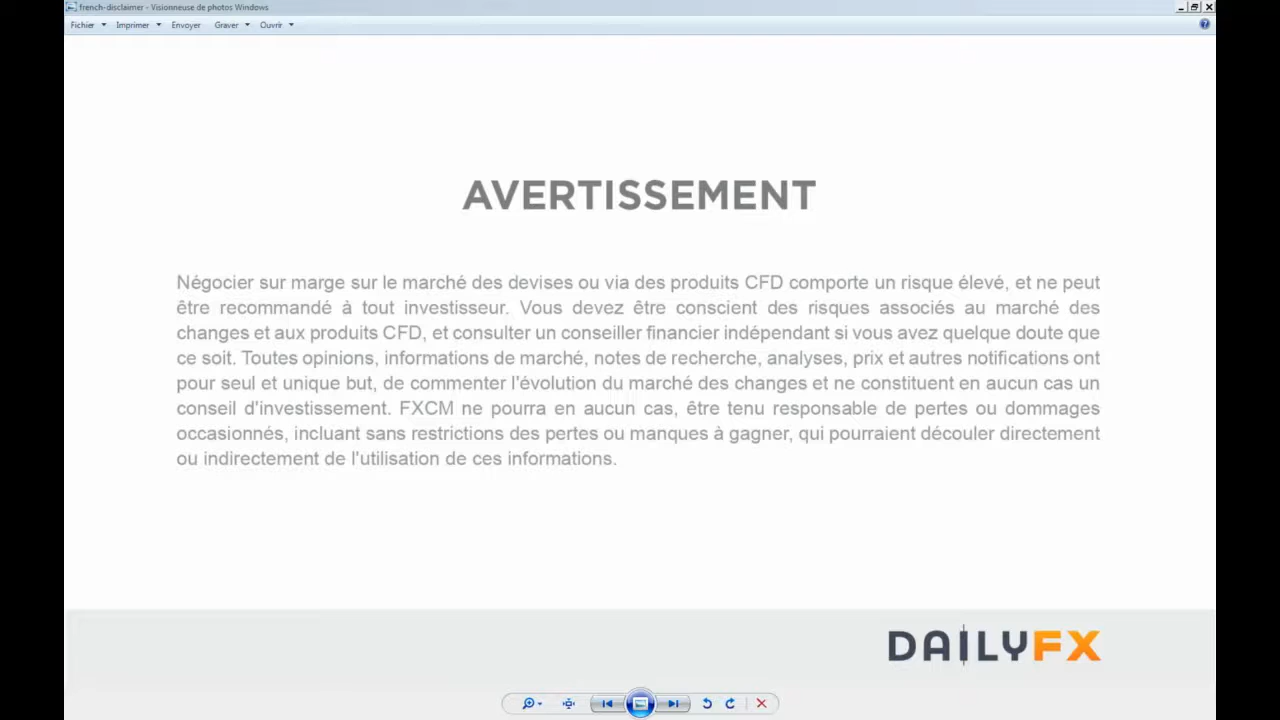 french-disclaimer - Visionneuse de photos Windows
Fichier Imprimer Envoyer Graver Ouvrir
AVERTISSEMENT
Négocier sur marge sur le marché des devises ou via des produits CFD comporte un risque élevé, et ne peut
être recommandé à tout investisseur. Vous devez être conscient des risques associés au marché des
changes et aux produits CFD, et consulter un conseiller financier indépendant si vous avez quelque doute que
ce soit. Toutes opinions, informations de marché, notes de recherche, analyses, prix et autres notifications ont
pour seul et unique but, de commenter l'évolution du marché des changes et ne constituent en aucun cas un
conseil d'investissement. FXCM ne pourra en aucun cas, être tenu responsable de pertes ou dommages
occasionnés, incluant sans restrictions des pertes ou manques à gagner, qui pourraient découler directement
ou indirectement de l'utilisation de ces informations.
DAILYFX